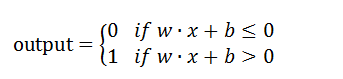 output = {0 if w · x + b ≤ 0
{1 if w · x + b > 0